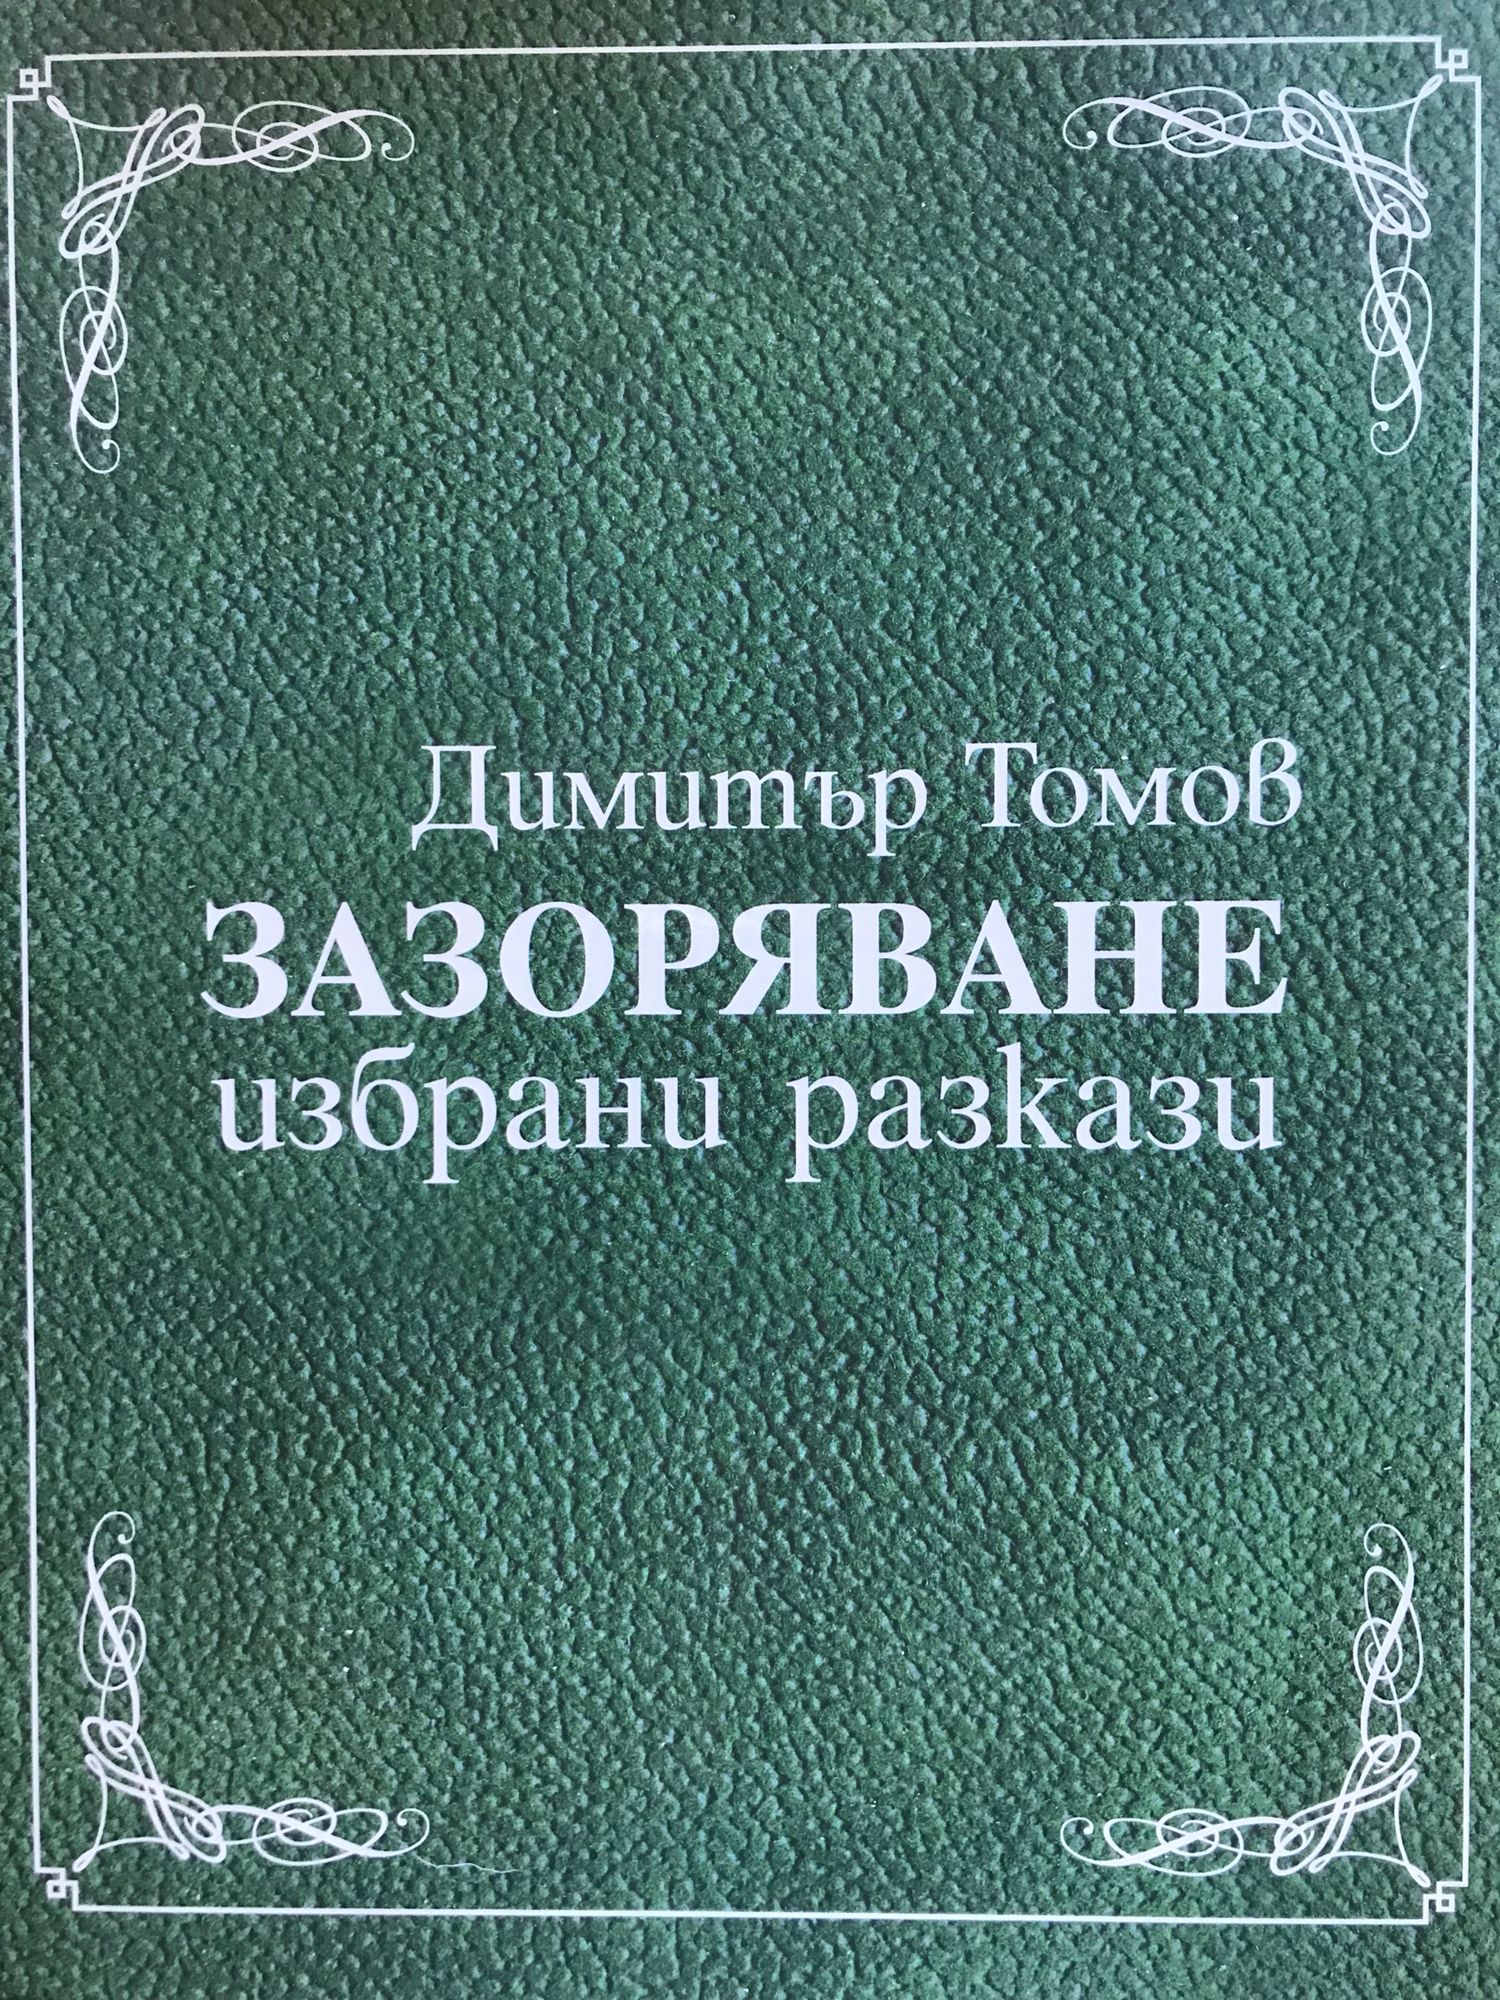 Димитър Томов
ЗАЗОРЯВАНЕ
избрани разкази